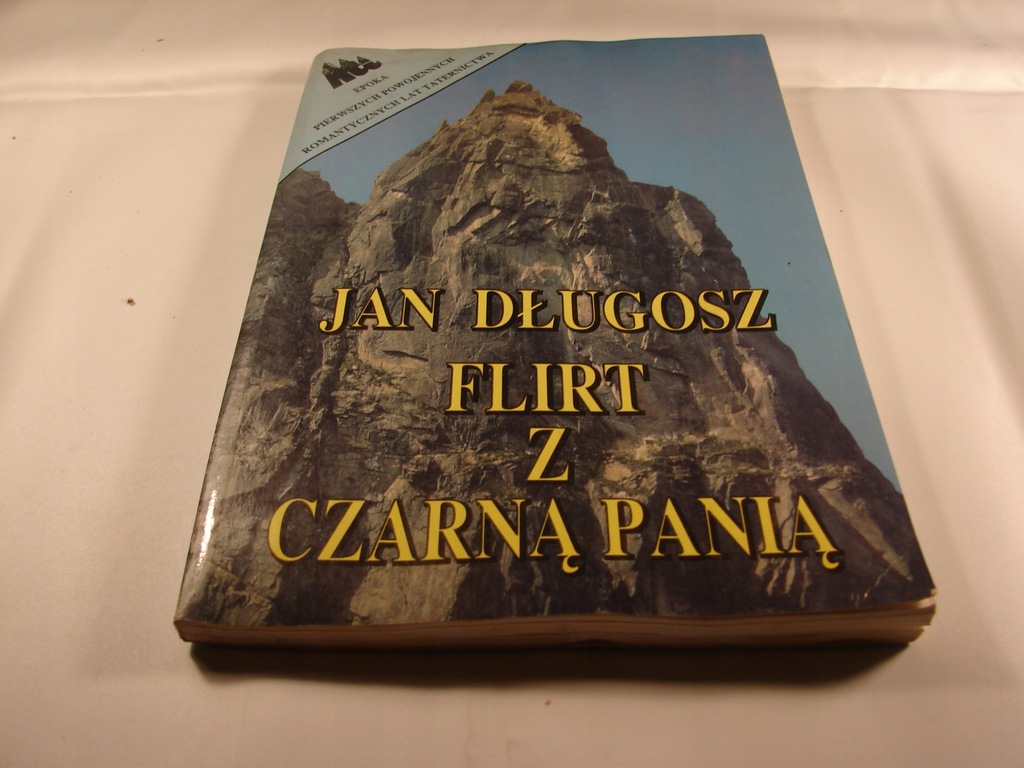 EPOKA
PIERWSZYCH POWOJENNYCH
ROMANTYCZNYCH LAT TATERNICTWA
JAN DŁUGOSZ
FLIRT
Z
CZARNĄ PANIĄ